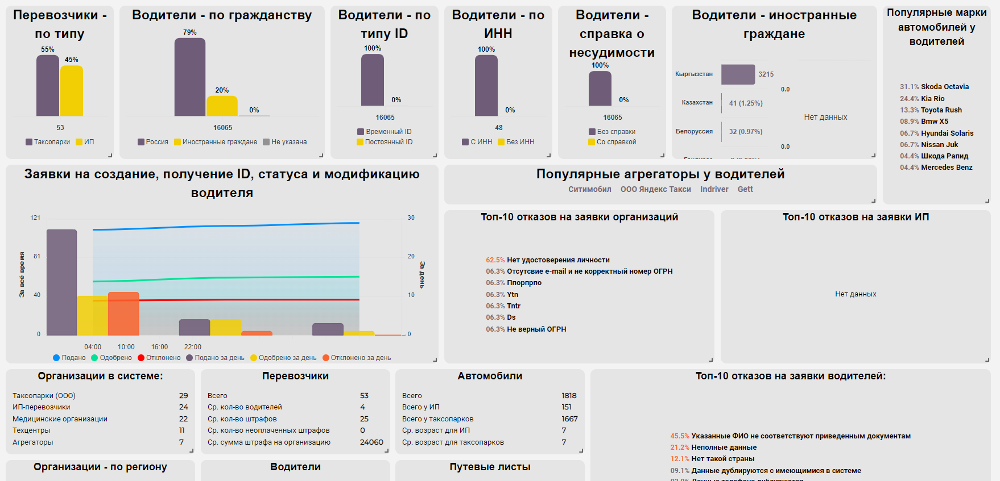 Перевозчики -
по типу
55%
45%
53
Таксопарки ИП
Водители - по гражданству
79%
20%
0%
16065
Россия Иностранные граждане Не указана
Водители - по
типу ID
100%
0%
16065
Временный ID
Постоянный ID
Водители - по
ИНН
100%
0%
48
С ИНН Без ИНН
Водители -
справка о
несудимости
100%
0%
16065
Без справки
Со справкой
Водители - иностранные
граждане
Кыргызстан 3215
Казахстан 41 (1.25%)
Белоруссия 32 (0.97%)
0.0
Нет данных
0.0
Популярные марки
автомобилей у
водителей
31.1% Skoda Octavia
24.4% Kia Rio
13.3% Toyota Rush
08.9% Bmw X5
06.7% Hyundai Solaris
06.7% Nissan Juk
04.4% Шкода Рапид
04.4% Mercedes Benz
Заявки на создание, получение ID, статуса и модификацию
водителя
За всё время
121
81
40
0
30
20
10
0
За день
04:00 10:00 16:00 22:00
Подано Одобрено Отклонено Подано за день Одобрено за день Отклонено за день
Популярные агрегаторы у водителей
Ситимобил ООО Яндекс Такси Indriver Gett
Топ-10 отказов на заявки организаций
62.5% Нет удостоверения личности
06.3% Отсутсвие e-mail и не корректный номер ОГРН
06.3% Ппорпрпо
06.3% Ytn
06.3% Tntr
06.3% Ds
06.3% Не верный ОГРН
Топ-10 отказов на заявки ИП
Нет данных
Организации в системе:
Таксопарки (ООО) 29
ИП-перевозчики 24
Медицинские организации 22
Техцентры 11
Агрегаторы 7
Перевозчики
Всего 53
Ср. кол-во водителей 4
Ср. кол-во штрафов 25
Ср. кол-во неоплаченных штрафов 0
Ср. сумма штрафа на организацию 24060
Автомобили
Всего 1818
Всего у ИП 151
Всего у таксопарков 1667
Ср. возраст для ИП 7
Ср. возраст для таксопарков 7
Топ-10 отказов на заявки водителей:
45.5% Указанные ФИО не соответствуют приведенным документам
21.2% Неполные данные
12.1% Нет такой страны
09.1% Данные дублируются с имеющимися в системе
Организации - по региону
Водители
Путевые листы